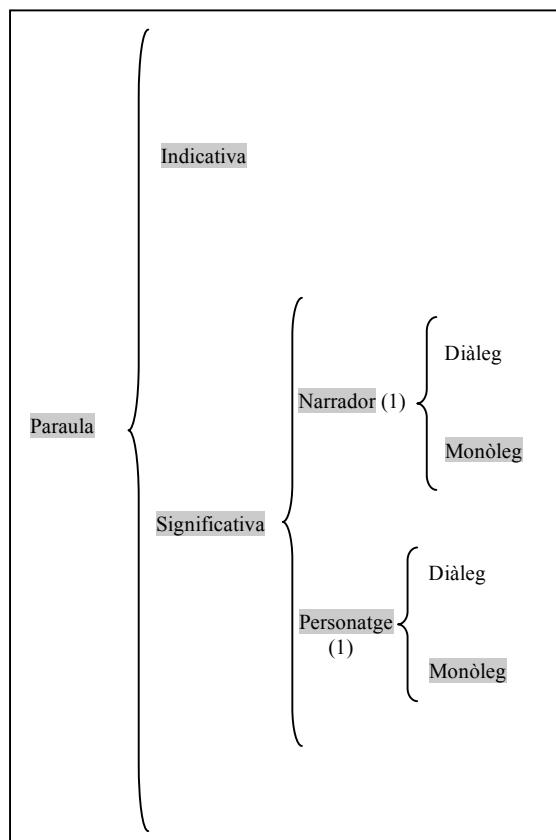 Indicativa
Paraula
Significativa
Narrador (1)
Diàleg
Monòleg
Personatge
(1)
Diàleg
Monòleg